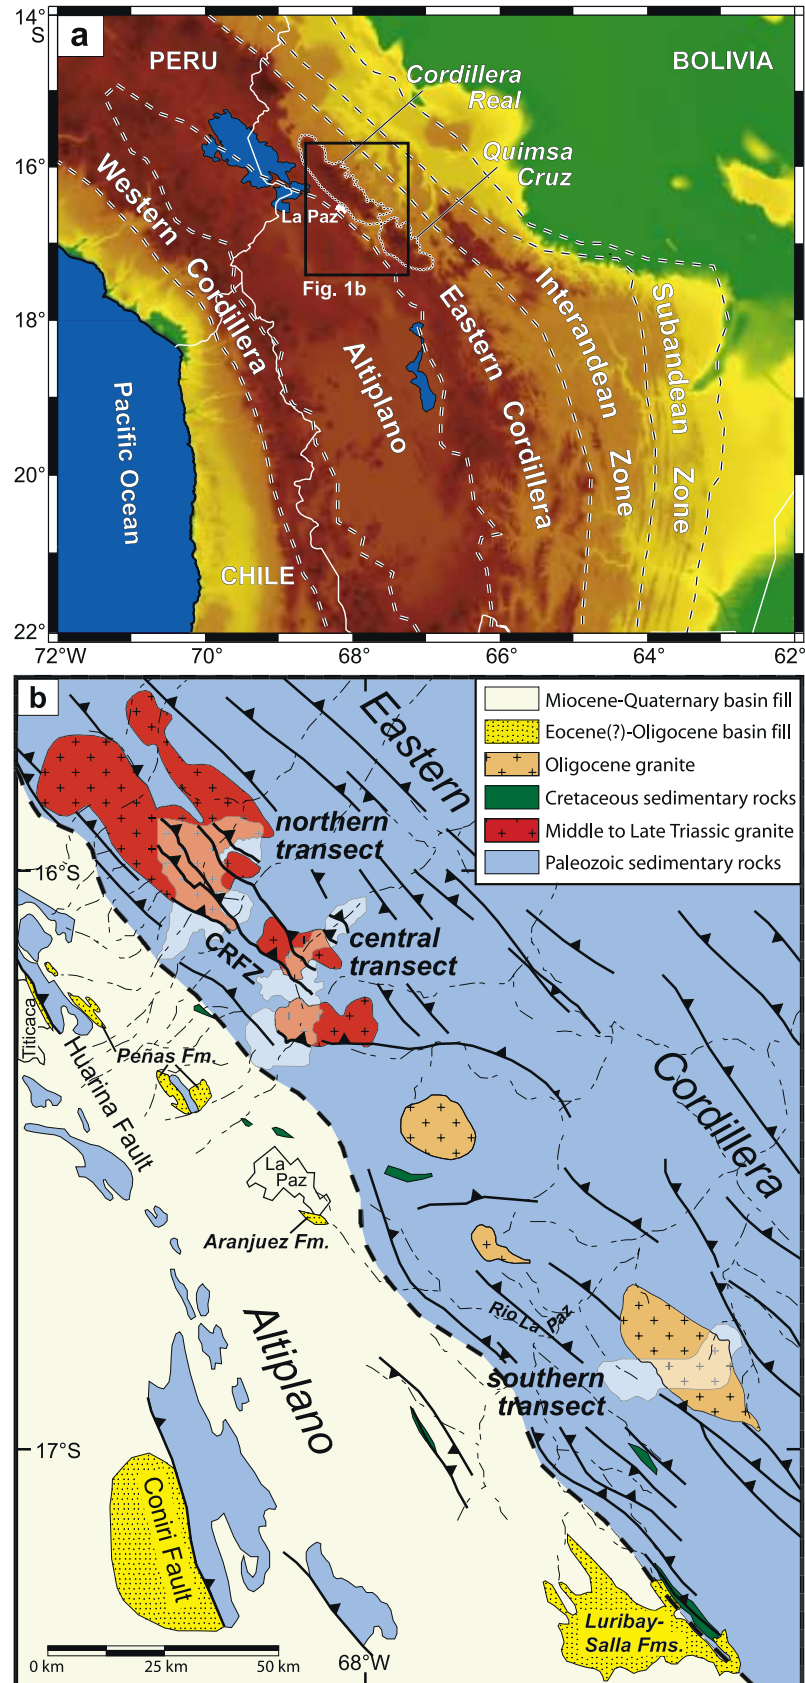 14°
S
a
PERU
BOLIVIA
Cordillera
Real
Quimsa
Cruz
16°
Western
Cordillera
La Paz
Fig. 1b
18°
Altiplano
Eastern
Cordillera
Interandean
Zone
Subandean
Zone
Pacific Ocean
20°
CHILE
22°
72°W
70°
68°
66°
64°
62°
b
Eastern
Miocene-Quaternary basin fill
Eocene(?)-Oligocene basin fill
Oligocene granite
Cretaceous sedimentary rocks
Middle to Late Triassic granite
Paleozoic sedimentary rocks
northern
transect
16°S
CRFZ
central
transect
Titicaca
Peñas Fm.
Huarina Fault
Cordillera
La
Paz
Aranjuez Fm.
Rio La Paz
Altiplano
southern
transect
17°S
Coniri Fault
Luribay-
Salla Fms.
0 km
25 km
50 km
68°W